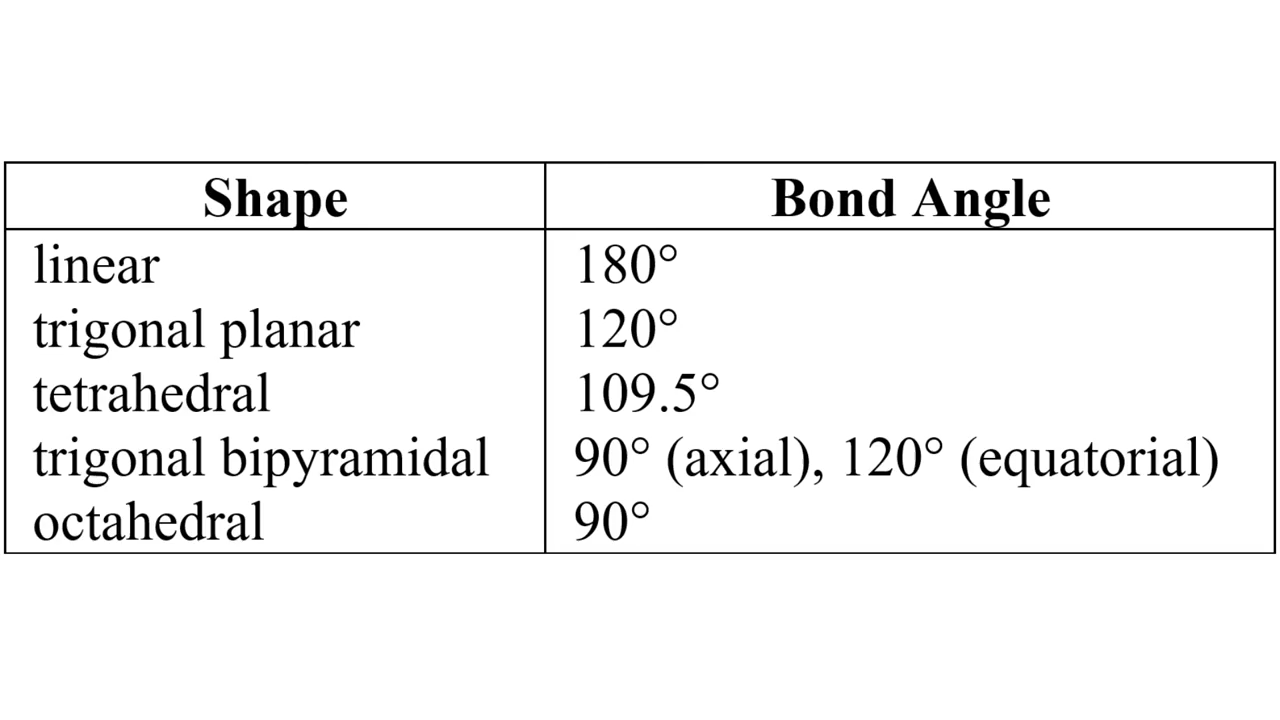 Shape Bond Angle
linear 180°
trigonal planar 120°
tetrahedral 109.5°
trigonal bipyramidal 90° (axial), 120° (equatorial)
octahedral 90°